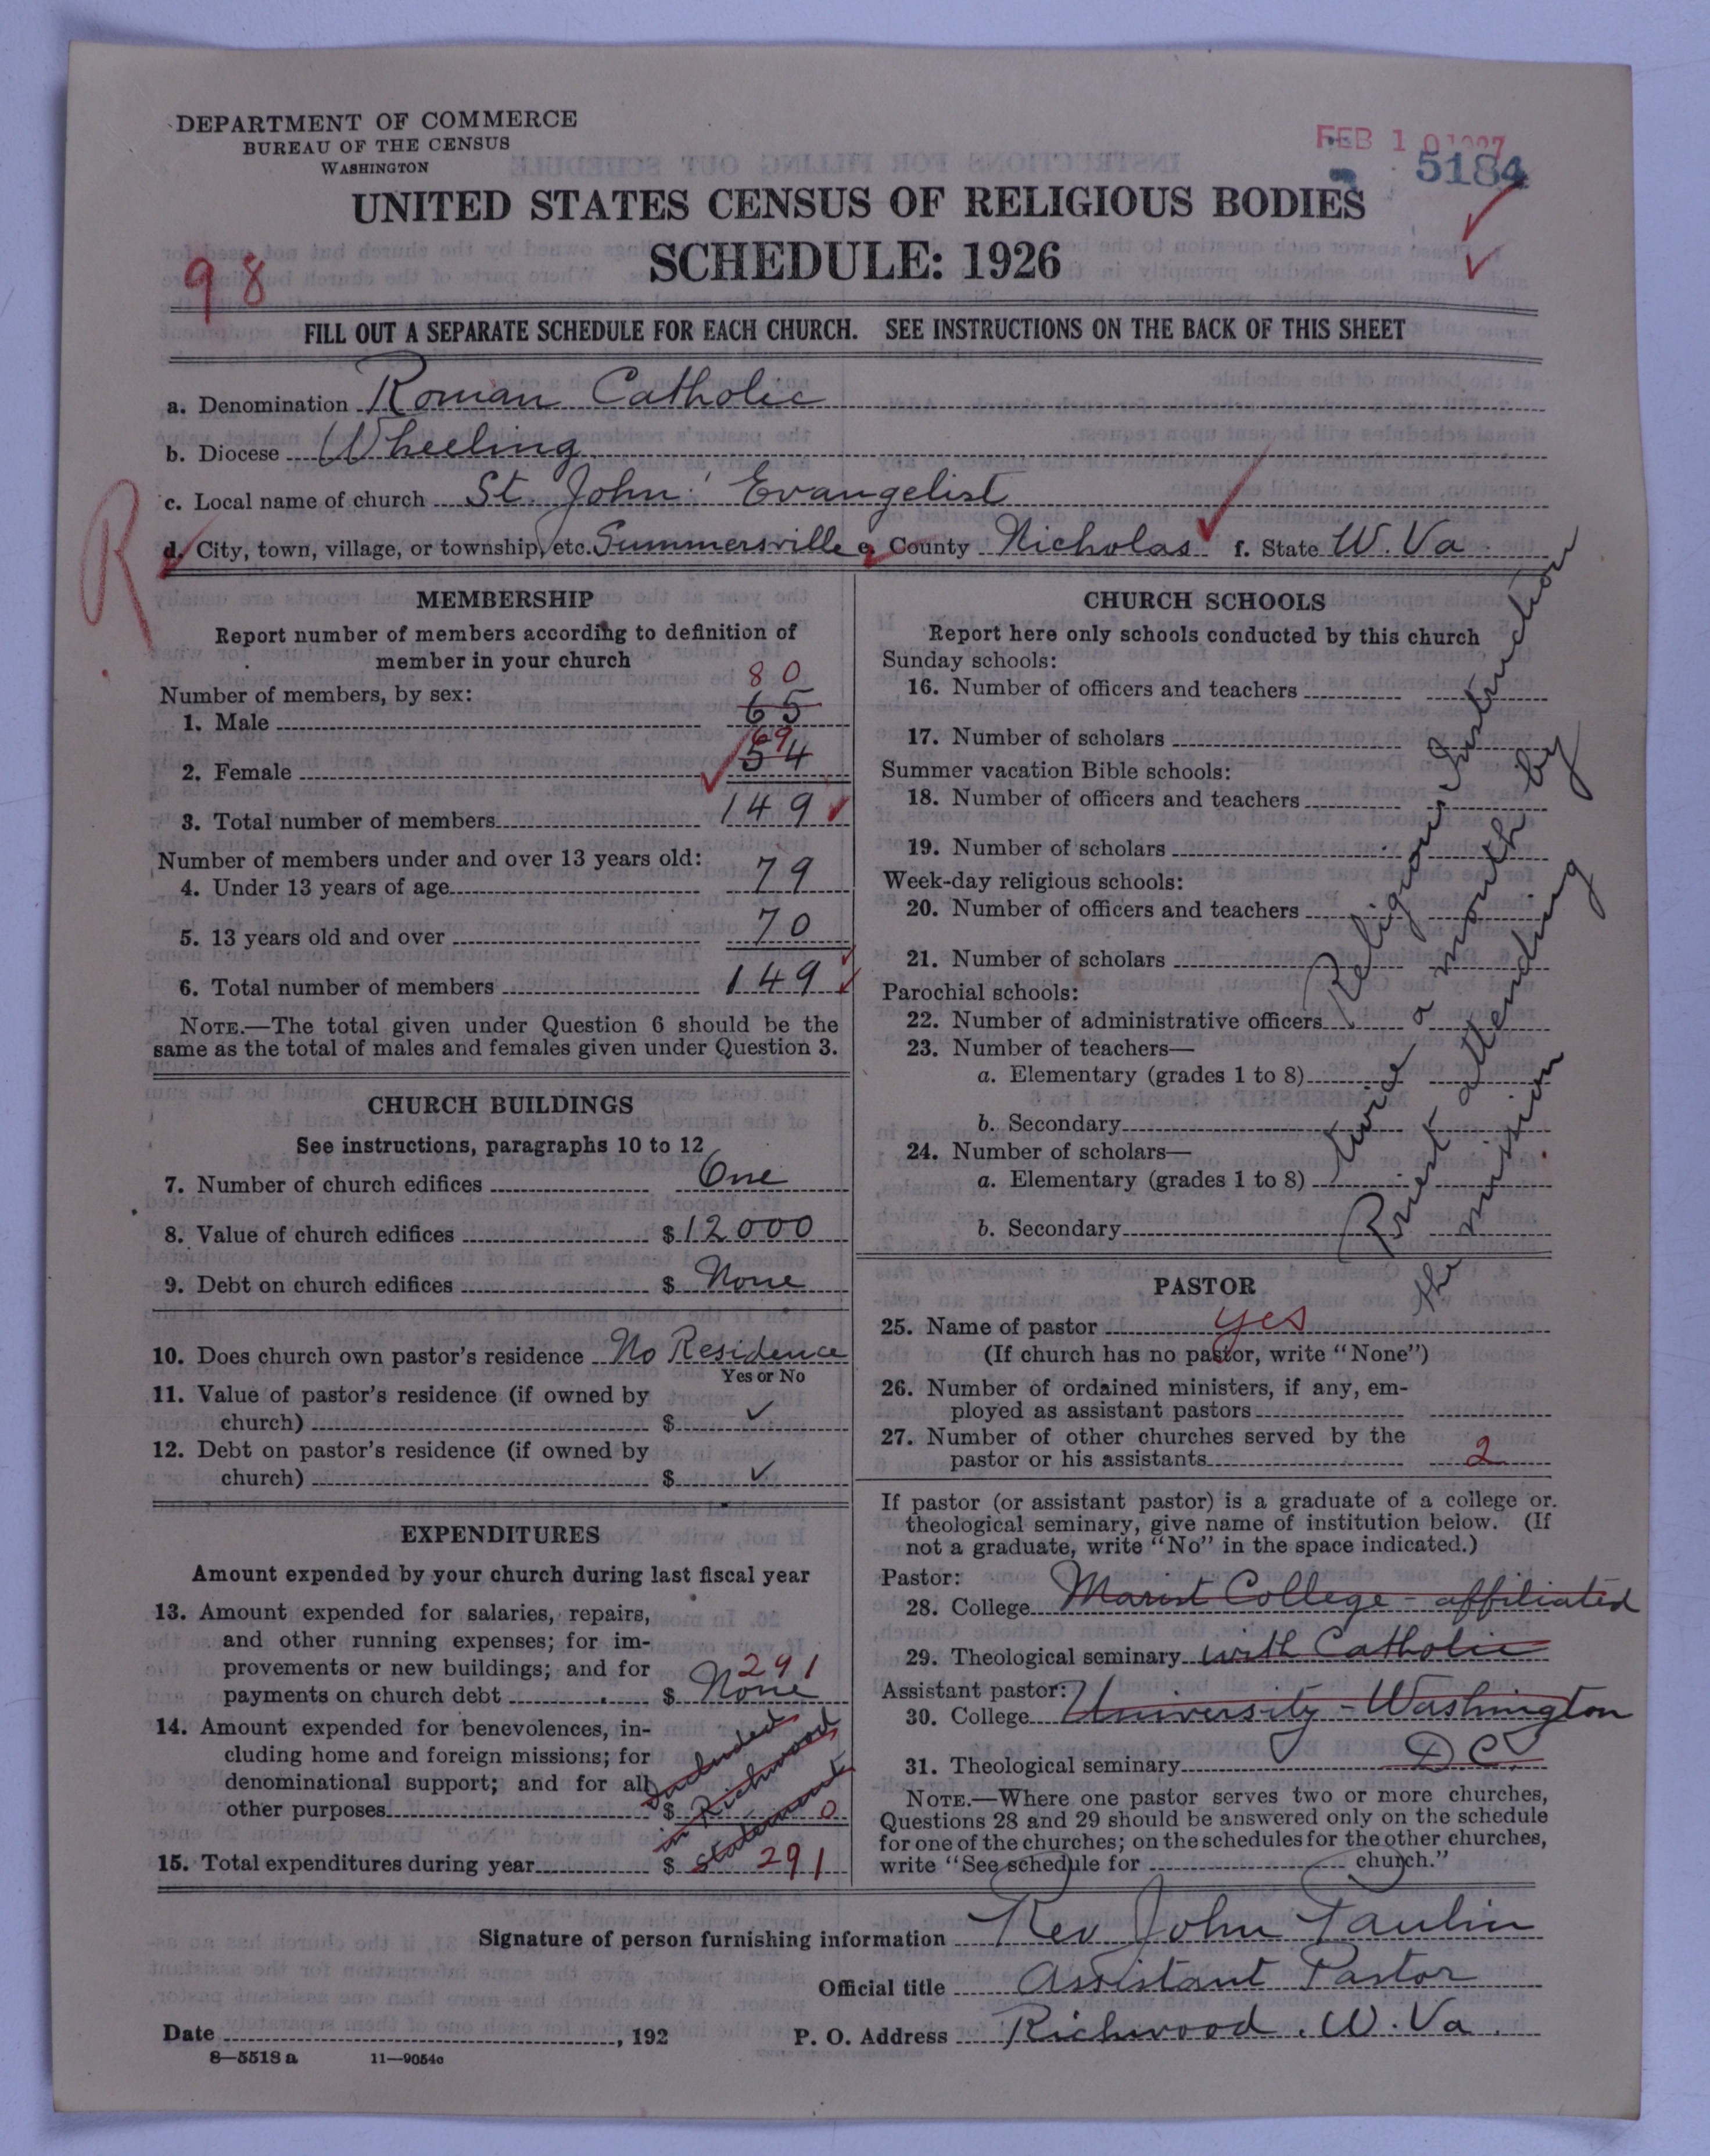 DEPARTMENT OF COMMERCE
BUREAU OF THE CENSUS
WASHINGTON
FEB 10 1927
5184
UNITED STATES CENSUS OF RELIGIOUS BODIES
SCHEDULE: 1926
98
FILL OUT A SEPARATE SCHEDULE FOR EACH CHURCH. SEE INSTRUCTIONS ON THE BACK OF THIS SHEET
a. Denomination Roman Catholic
b. Diocese Wheeling
c. Local name of church St. John' Evangelist
R
d. City, town, village, or township, etc. Summersville e. County Nicholas f. State W. Va.
MEMBERSHIP
Report number of members according to definition of
member in your church
Number of members, by sex:
80
1. Male 65
69
2. Female 54
3. Total number of members 149
Number of members under and over 13 years old:
4. Under 13 years of age 79
5. 13 years old and over 70
6. Total number of members 149
NOTE.—The total given under Question 6 should be the
same as the total of males and females given under Question 3.
CHURCH BUILDINGS
See instructions, paragraphs 10 to 12
7. Number of church edifices One
8. Value of church edifices $12000
9. Debt on church edifices $ None
10. Does church own pastor's residence No Residence
Yes or No
11. Value of pastor's residence (if owned by
church) $ ✓
12. Debt on pastor's residence (if owned by
church) $ ✓
EXPENDITURES
Amount expended by your church during last fiscal year
13. Amount expended for salaries, repairs,
and other running expenses; for im-
provements or new buildings; and for 291
payments on church debt $ None
14. Amount expended for benevolences, in-
cluding home and foreign missions; for
denominational support; and for all
other purposes $ 0
included
in Richwood
statement
15. Total expenditures during year $ 291
CHURCH SCHOOLS
Report here only schools conducted by this church
Sunday schools:
16. Number of officers and teachers
17. Number of scholars
Summer vacation Bible schools:
18. Number of officers and teachers
19. Number of scholars
Week-day religious schools:
20. Number of officers and teachers
21. Number of scholars
Parochial schools:
22. Number of administrative officers
23. Number of teachers—
a. Elementary (grades 1 to 8)
b. Secondary
24. Number of scholars—
a. Elementary (grades 1 to 8)
b. Secondary
Religious Instruction
twice a month by
Priest attending
the mission
PASTOR
25. Name of pastor yes
(If church has no pastor, write "None")
26. Number of ordained ministers, if any, em-
ployed as assistant pastors
27. Number of other churches served by the
pastor or his assistants 2
If pastor (or assistant pastor) is a graduate of a college or
theological seminary, give name of institution below. (If
not a graduate, write "No" in the space indicated.)
Pastor:
28. College Marist College - affiliated
29. Theological seminary with Catholic
Assistant pastor:
30. College University - Washington
31. Theological seminary D C.
NOTE.—Where one pastor serves two or more churches,
Questions 28 and 29 should be answered only on the schedule
for one of the churches; on the schedules for the other churches,
write "See schedule for church."
Signature of person furnishing information Rev John Paulin
Official title Assistant Pastor
Date , 192 P. O. Address Richwood. W. Va.
8—5518 a 11—9054a